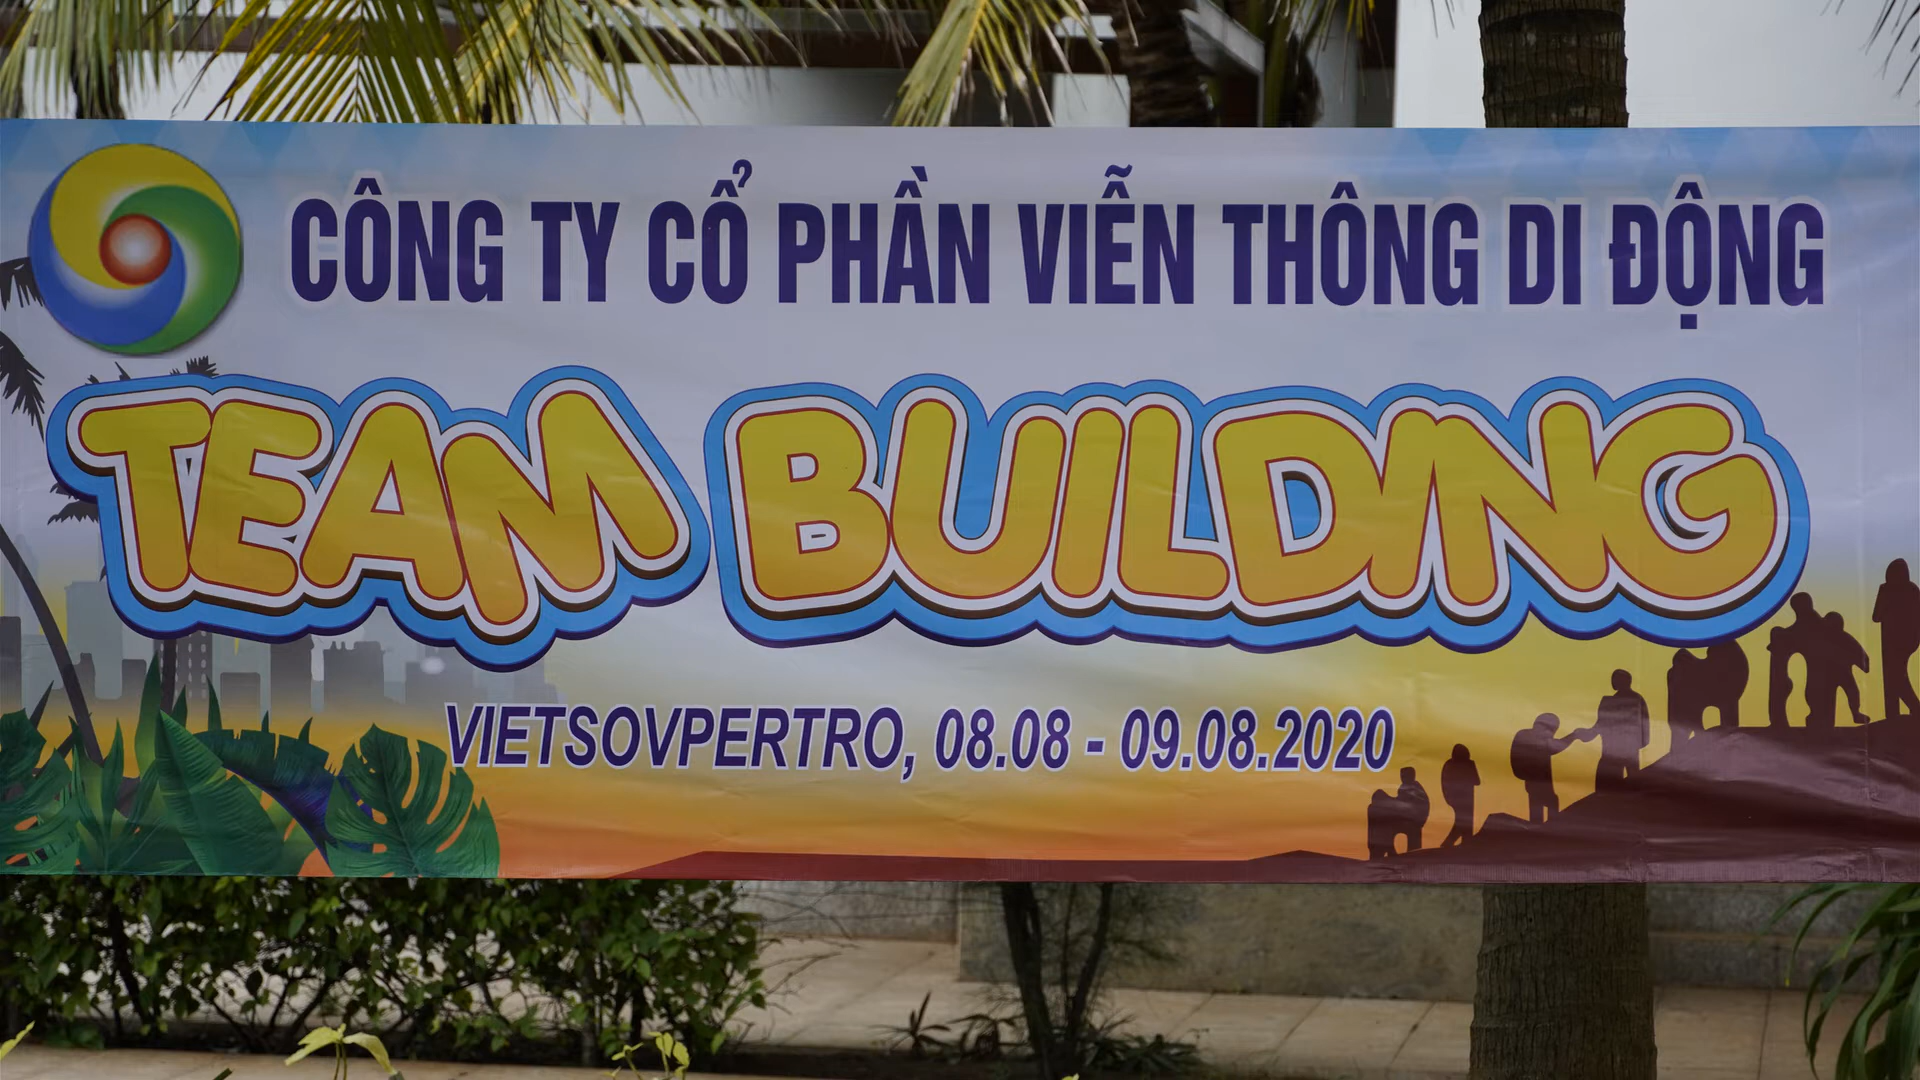 CÔNG TY CỔ PHẦN VIỄN THÔNG DI ĐỘNG
TEAM BUILDING
VIETSOVPERTRO, 08.08 - 09.08.2020